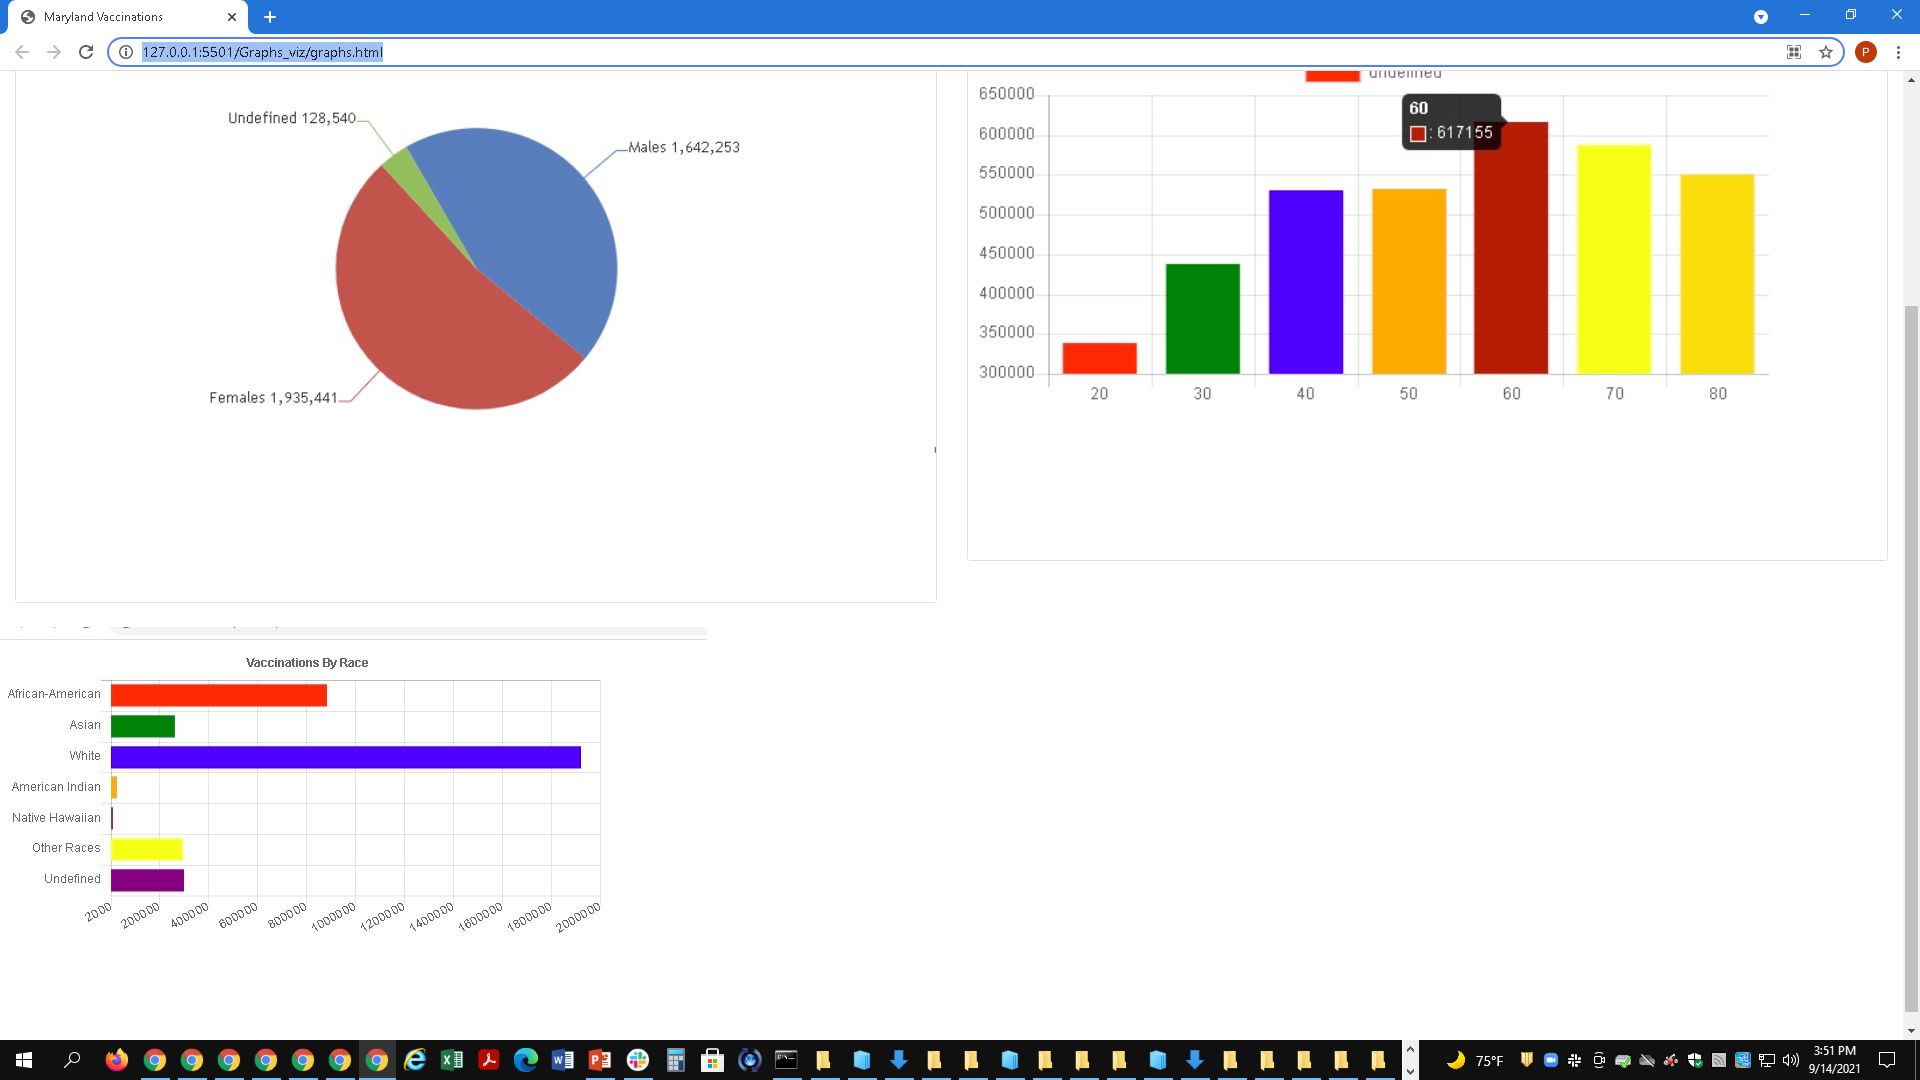 Maryland Vaccinations
127.0.0.1:5501/Graphs_viz/graphs.html
P
Undefined 128,540
Males 1,642,253
Females 1,935,441
undefined
650000
600000
550000
500000
450000
400000
350000
300000
60
: 617155
20 30 40 50 60 70 80
Vaccinations By Race
African-American
Asian
White
American Indian
Native Hawaiian
Other Races
Undefined
2000 200000 400000 600000 800000 1000000 1200000 1400000 1600000 1800000 2000000
75°F
3:51 PM
9/14/2021